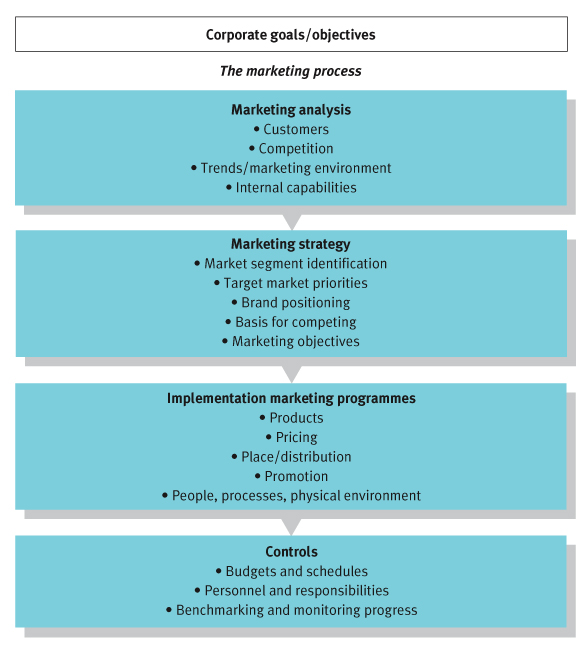 Corporate goals/objectives
The marketing process
Marketing analysis
• Customers
• Competition
• Trends/marketing environment
• Internal capabilities
Marketing strategy
• Market segment identification
• Target market priorities
• Brand positioning
• Basis for competing
• Marketing objectives
Implementation marketing programmes
• Products
• Pricing
• Place/distribution
• Promotion
• People, processes, physical environment
Controls
• Budgets and schedules
• Personnel and responsibilities
• Benchmarking and monitoring progress